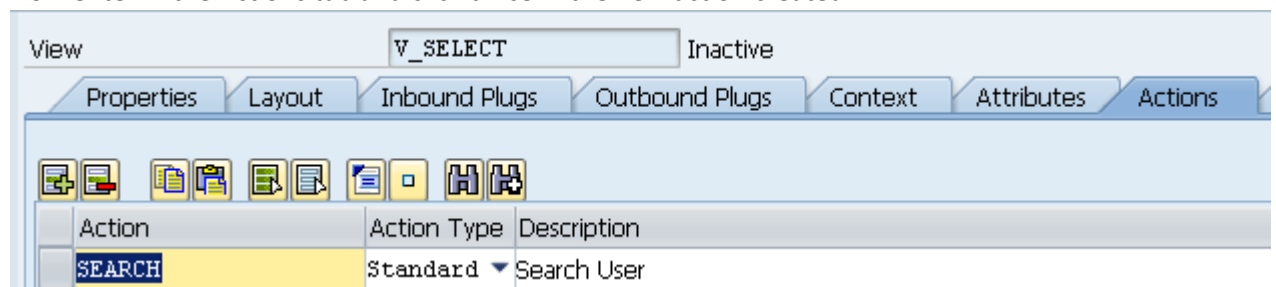 View V_SELECT Inactive
Properties Layout Inbound Plugs Outbound Plugs Context Attributes Actions
Action Action Type Description
SEARCH Standard Search User